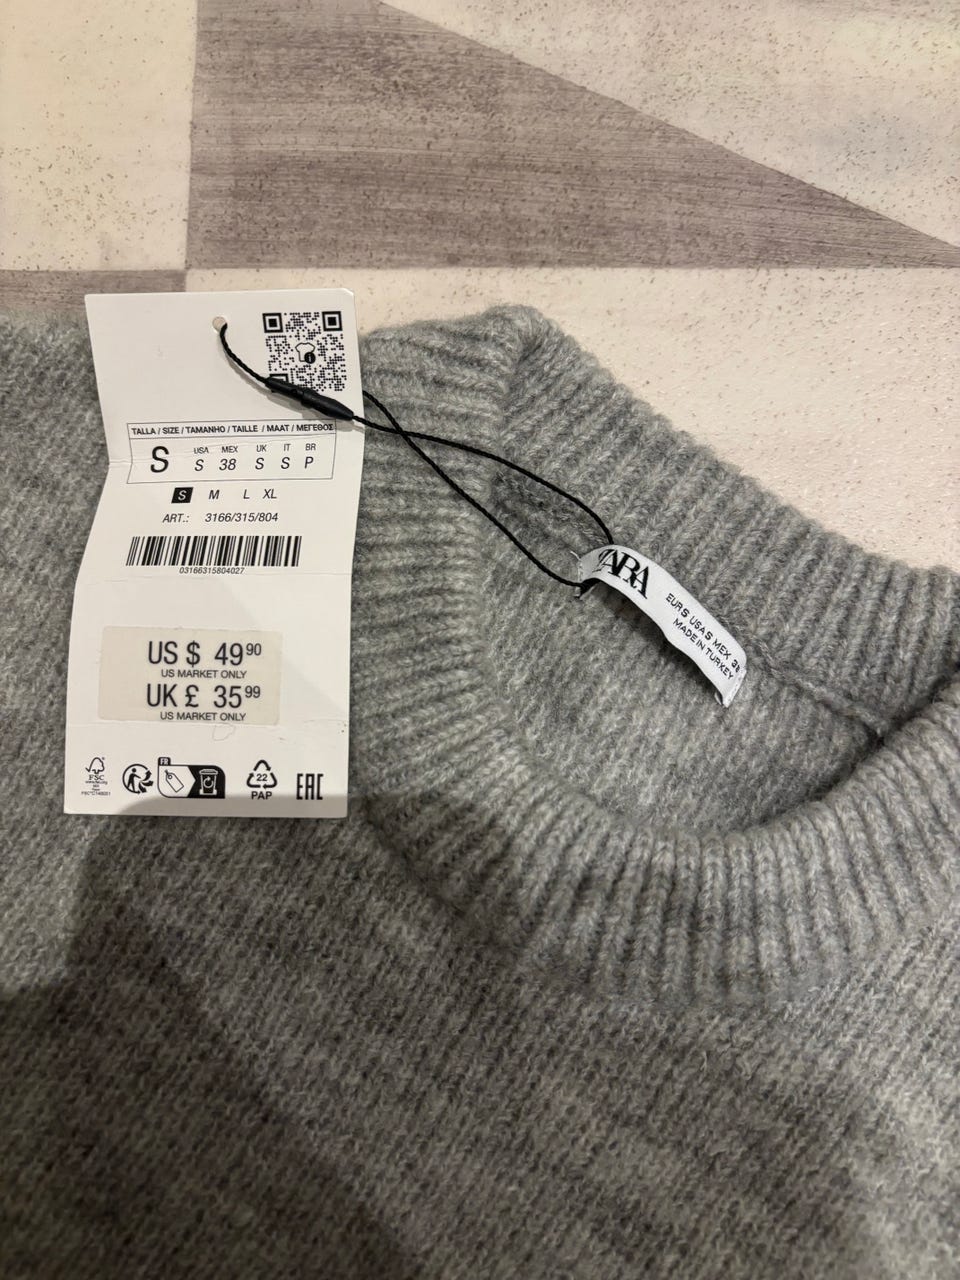 TALLA / SIZE / TAMANHO / TAILLE / MAAT / ΜΕΓΕΘΟΣ
S
USA MEX UK IT BR
S 38 S S P
S M L XL
ART.: 3166/315/804
03166315804027
US $ 49 90
US MARKET ONLY
UK £ 35 99
US MARKET ONLY
FSC
FR
22
PAP
EAC
ZARA
EUR S USA S MEX 38
MADE IN TURKEY